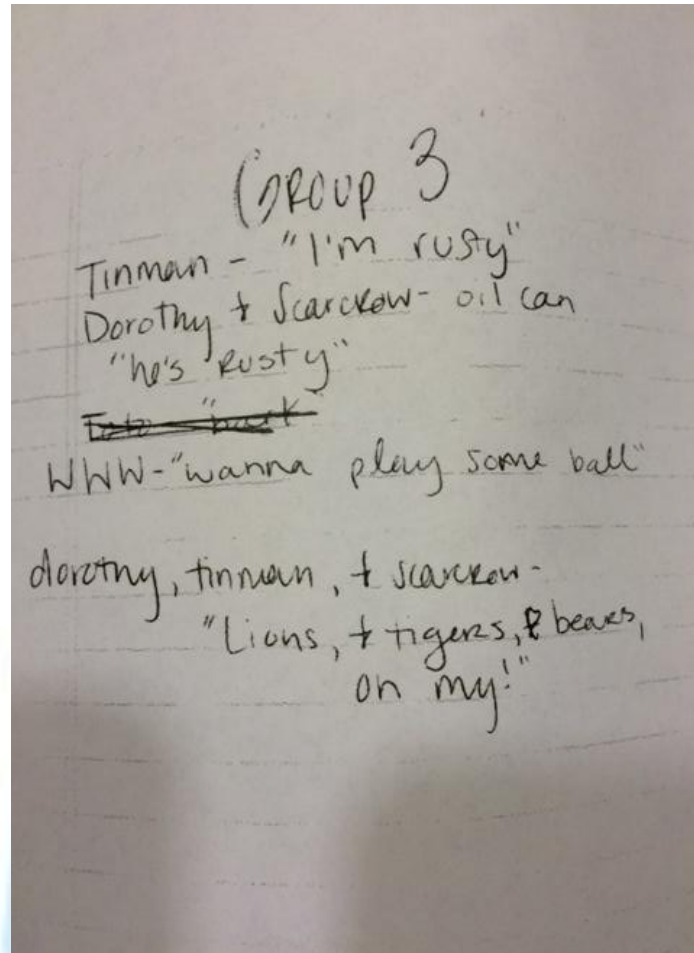 GROUP 3
Tinman - "I'm rusty"
Dorothy + Scarcrow- oil can
"he's Rusty"
WWW-"wanna play some ball"
dorothy, tinman, + scarcrow-
"Lions, + tigers, & bears,
oh my!"